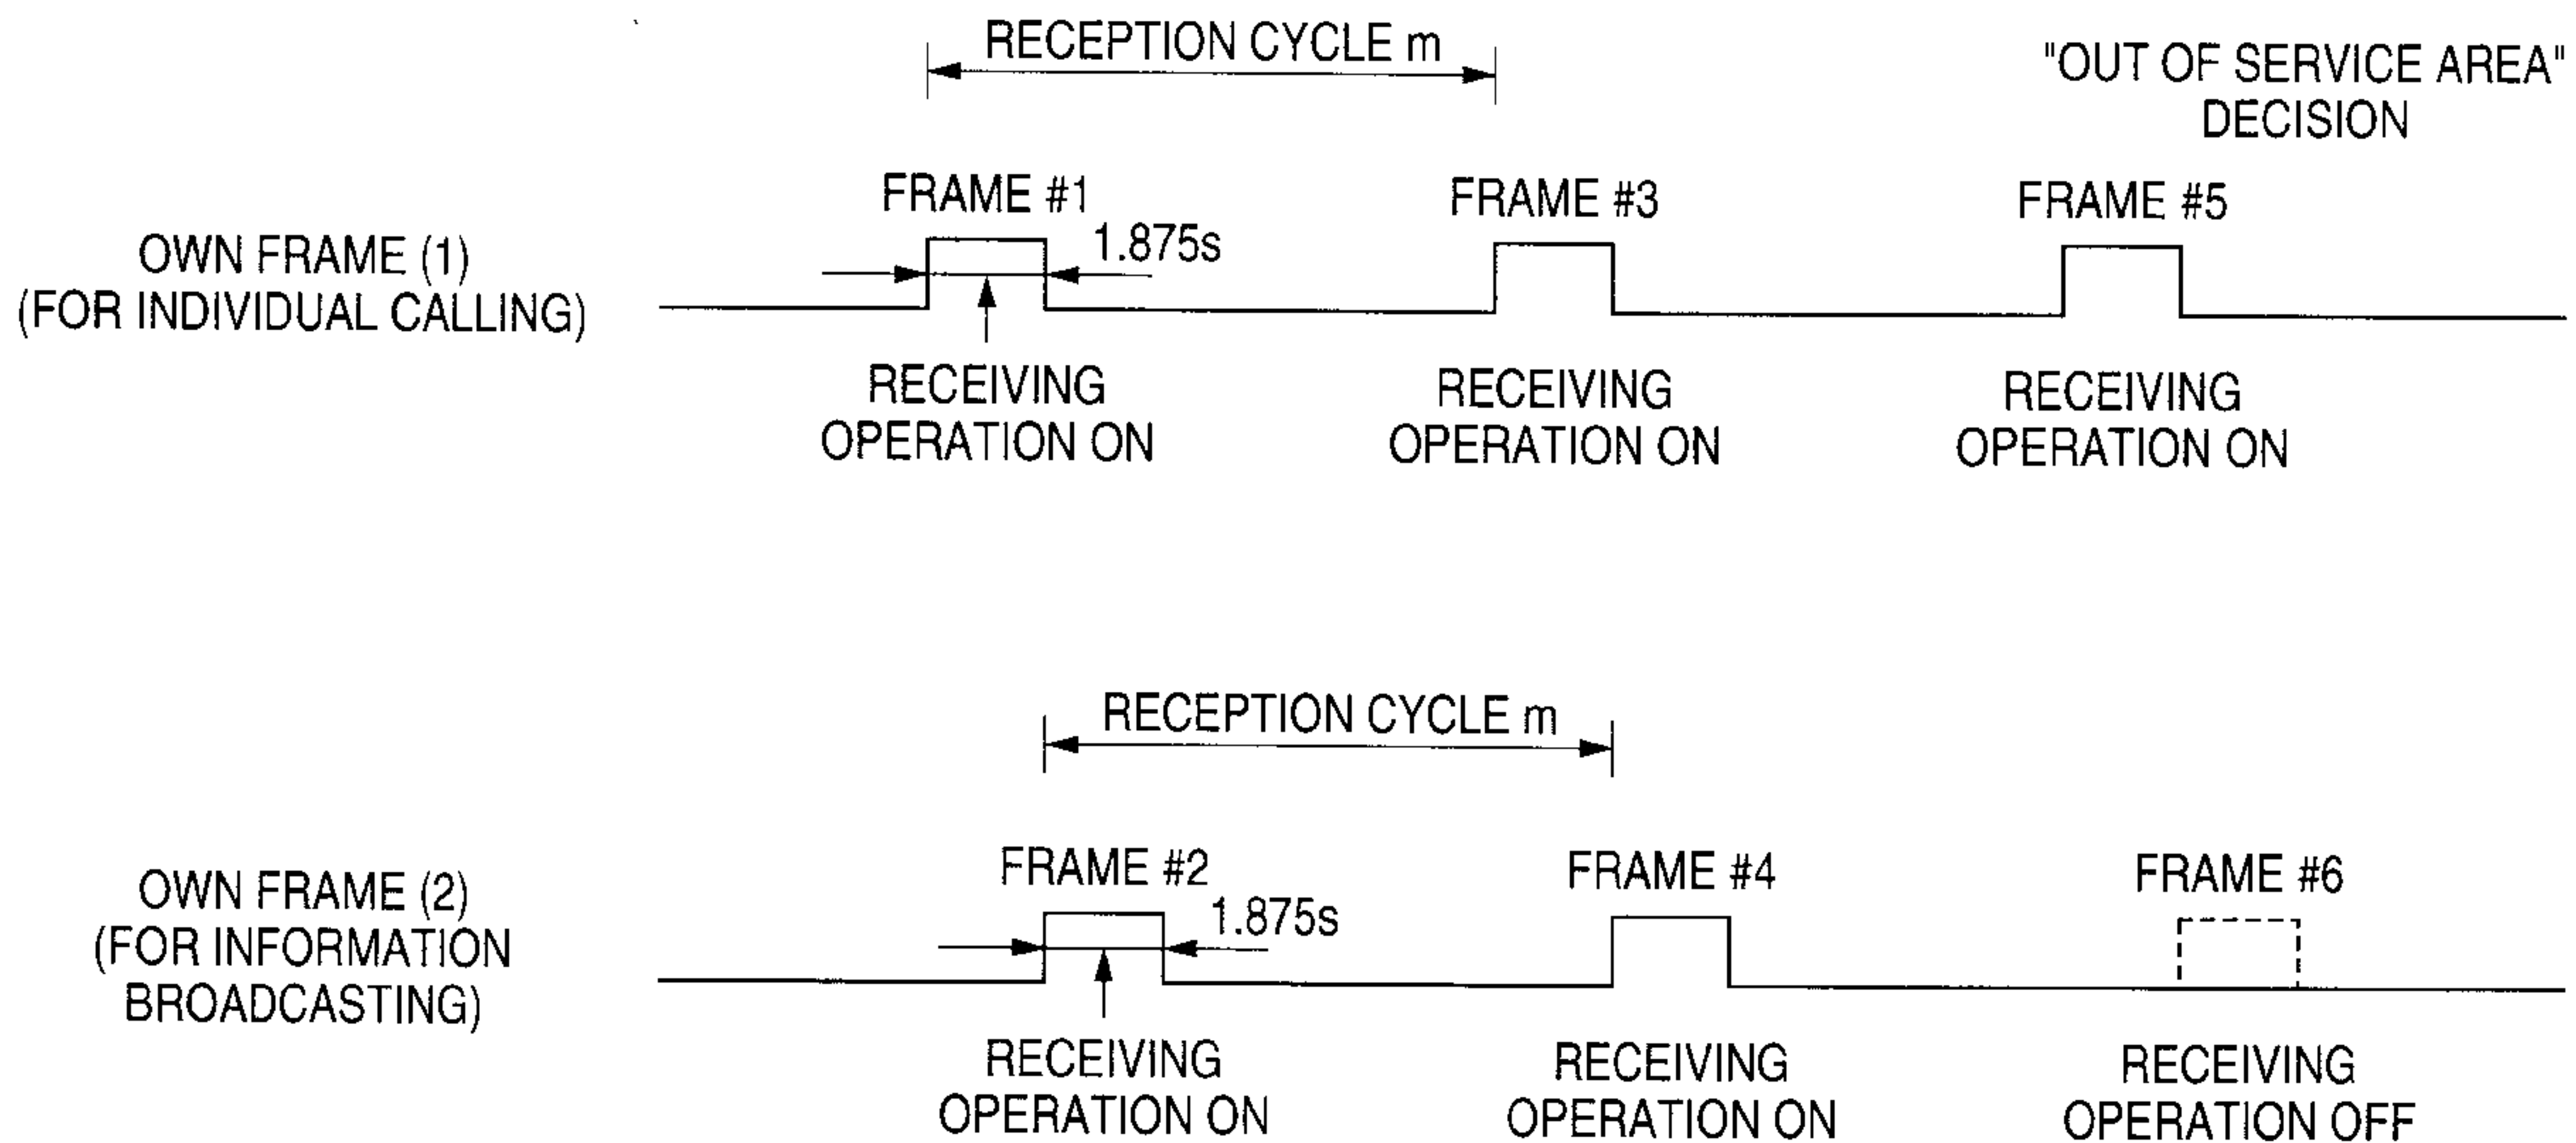 RECEPTION CYCLE m
"OUT OF SERVICE AREA"
DECISION
FRAME #1
FRAME #3
FRAME #5
1.875s
OWN FRAME (1)
(FOR INDIVIDUAL CALLING)
RECEIVING
OPERATION ON
RECEIVING
OPERATION ON
RECEIVING
OPERATION ON
RECEPTION CYCLE m
FRAME #2
FRAME #4
FRAME #6
1.875s
OWN FRAME (2)
(FOR INFORMATION
BROADCASTING)
RECEIVING
OPERATION ON
RECEIVING
OPERATION ON
RECEIVING
OPERATION OFF